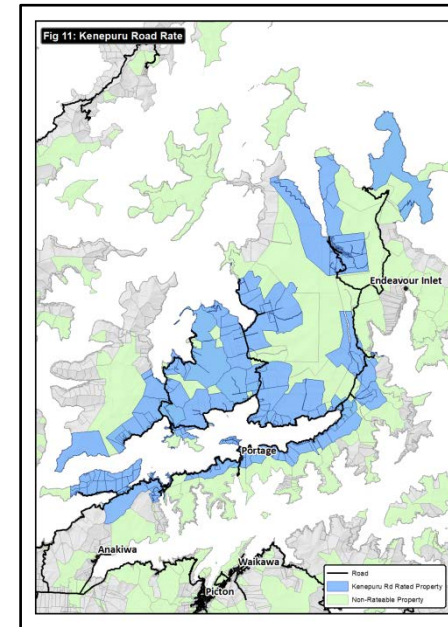 Fig 11: Kenepuru Road Rate
Endeavour Inlet
Portage
Anakiwa
Waikawa
Picton
Road
Kenepuru Rd Rated Property
Non-Rateable Property